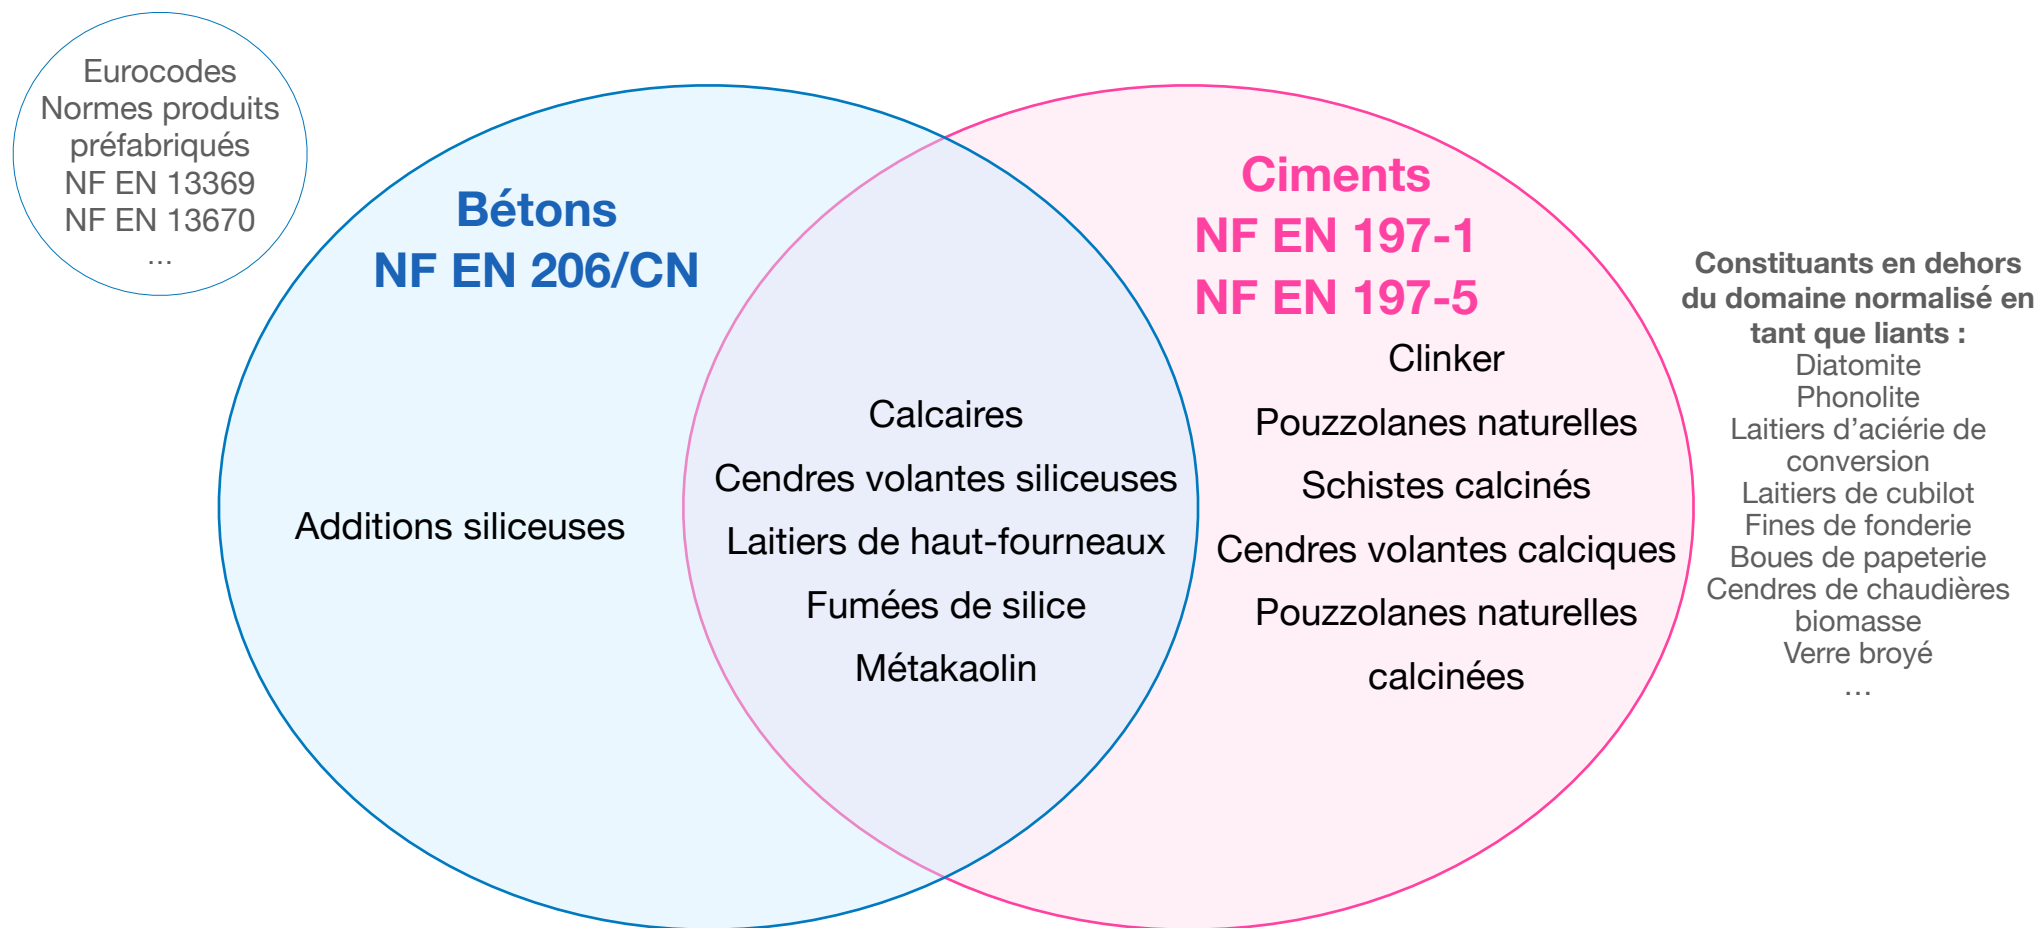 Eurocodes
Normes produits
préfabriqués
NF EN 13369
NF EN 13670
...
Bétons
NF EN 206/CN
Additions siliceuses
Calcaires
Cendres volantes siliceuses
Laitiers de haut-fourneaux
Fumées de silice
Métakaolin
Ciments
NF EN 197-1
NF EN 197-5
Clinker
Pouzzolanes naturelles
Schistes calcinés
Cendres volantes calciques
Pouzzolanes naturelles
calcinées
Constituants en dehors
du domaine normalisé en
tant que liants :
Diatomite
Phonolite
Laitiers d'aciérie de
conversion
Laitiers de cubilot
Fines de fonderie
Boues de papeterie
Cendres de chaudières
biomasse
Verre broyé
...